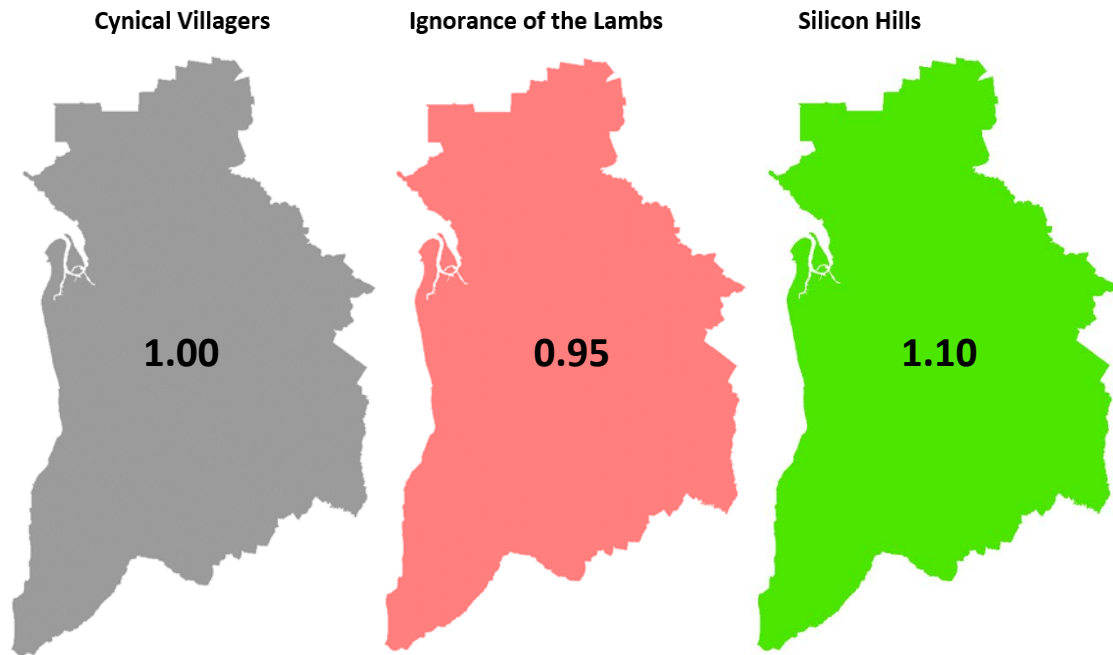 Cynical Villagers
Ignorance of the Lambs
Silicon Hills
1.00
0.95
1.10